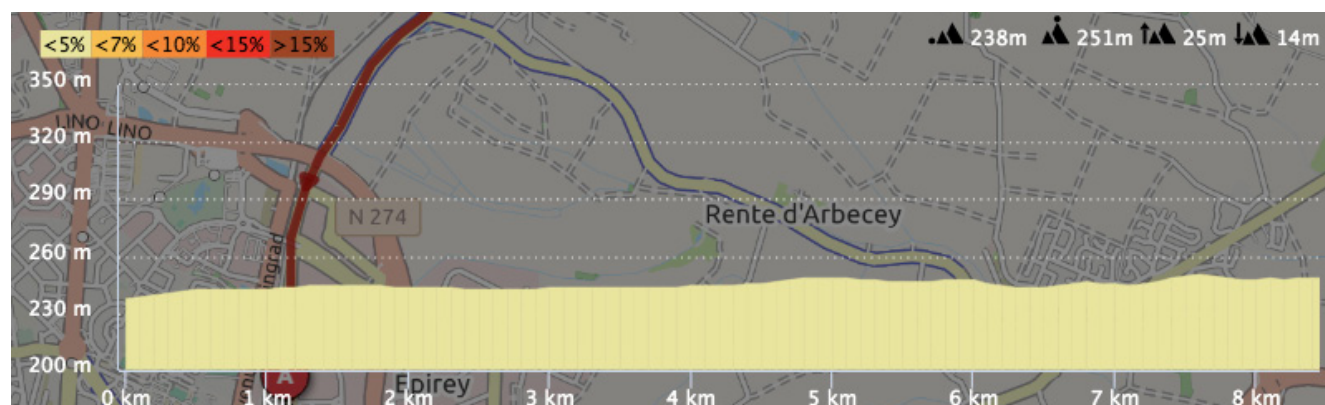 <5% <7% <10% <15% >15%
238m 251m 25m 14m
350 m
LINO LINO
320 m
290 m
N 274
Rente d'Arbecey
ingrad
260 m
230 m
200 m
A
Epirey
0 km 1 km 2 km 3 km 4 km 5 km 6 km 7 km 8 km